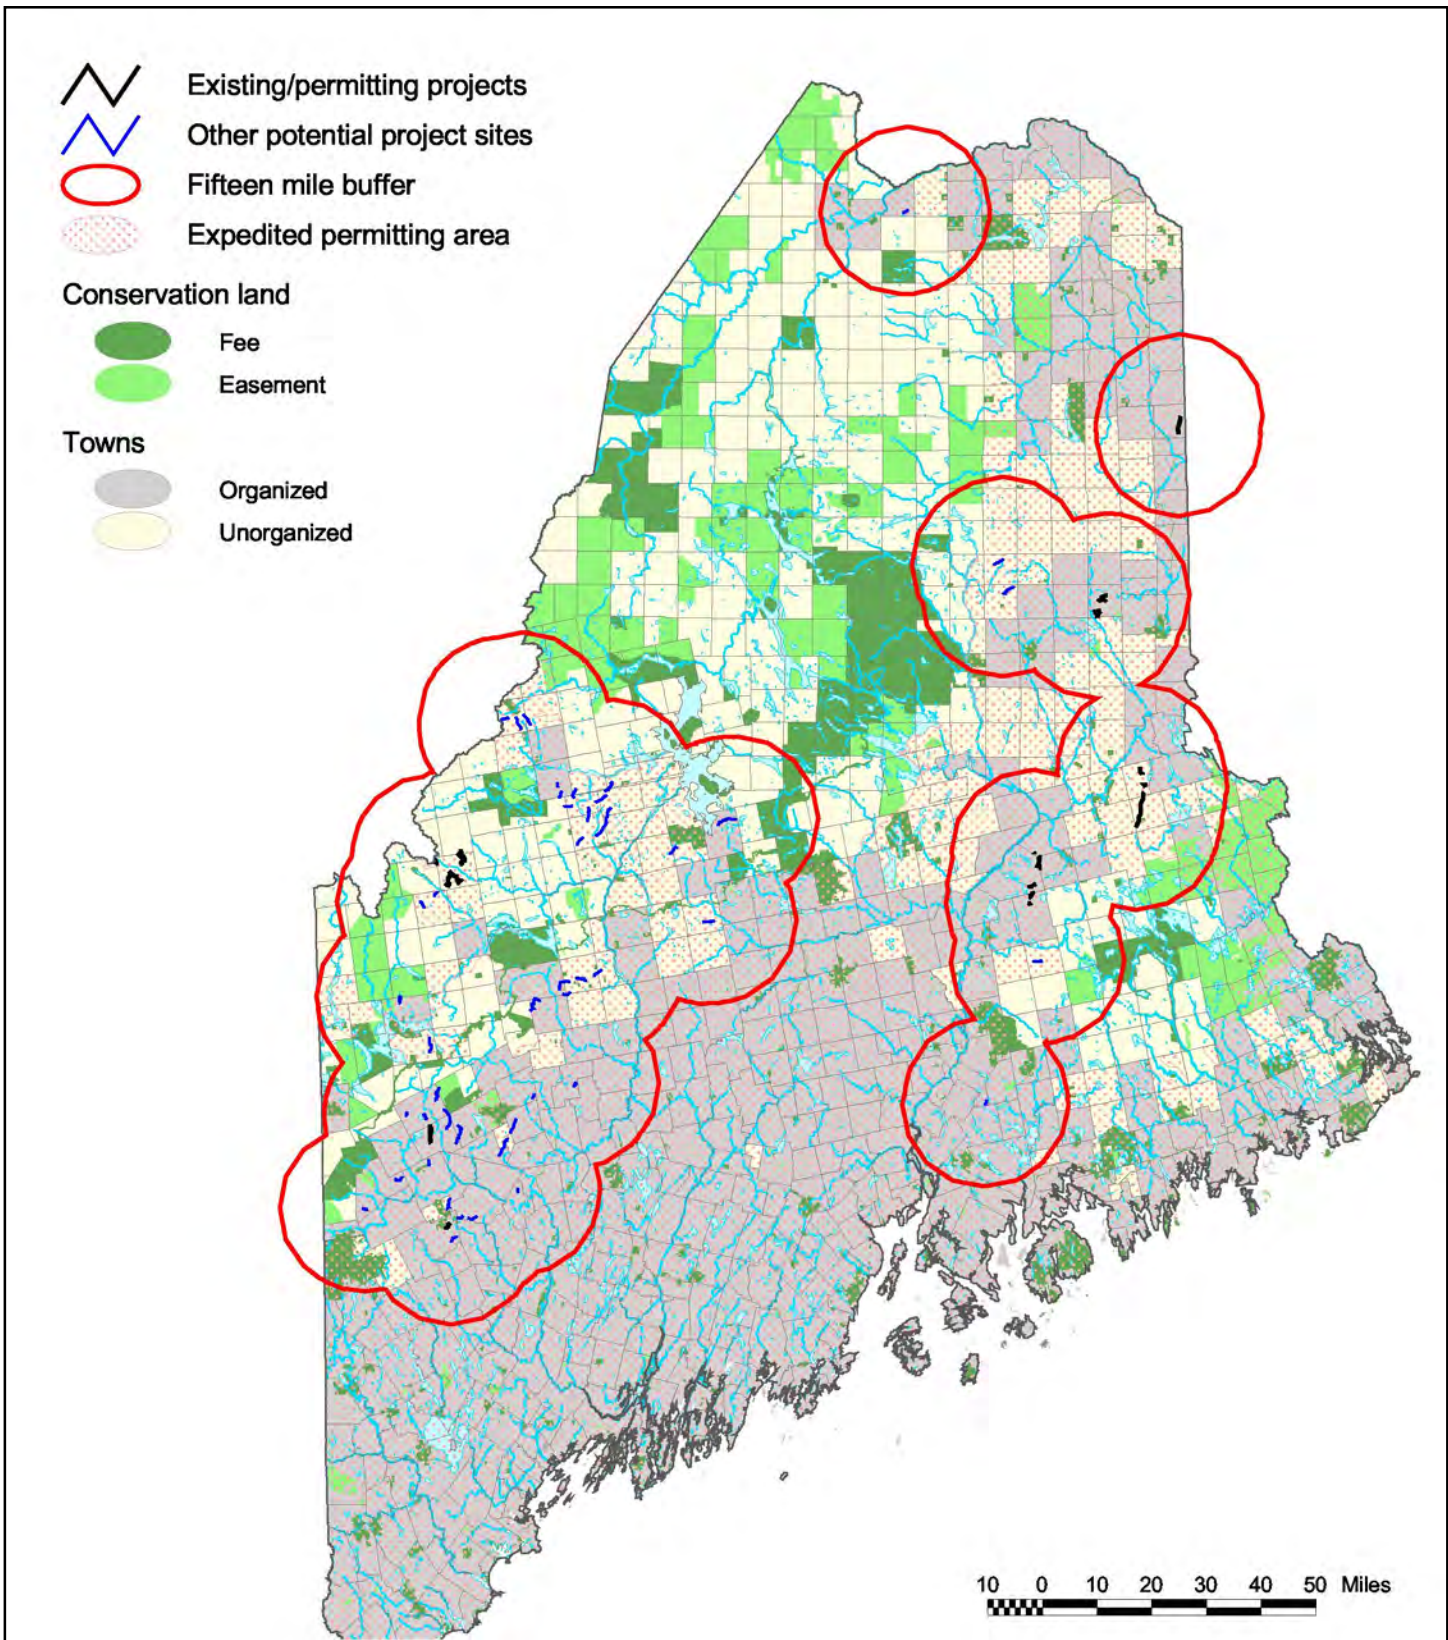 Existing/permitting projects
Other potential project sites
Fifteen mile buffer
Expedited permitting area
Conservation land
Fee
Easement
Towns
Organized
Unorganized
10 0 10 20 30 40 50 Miles